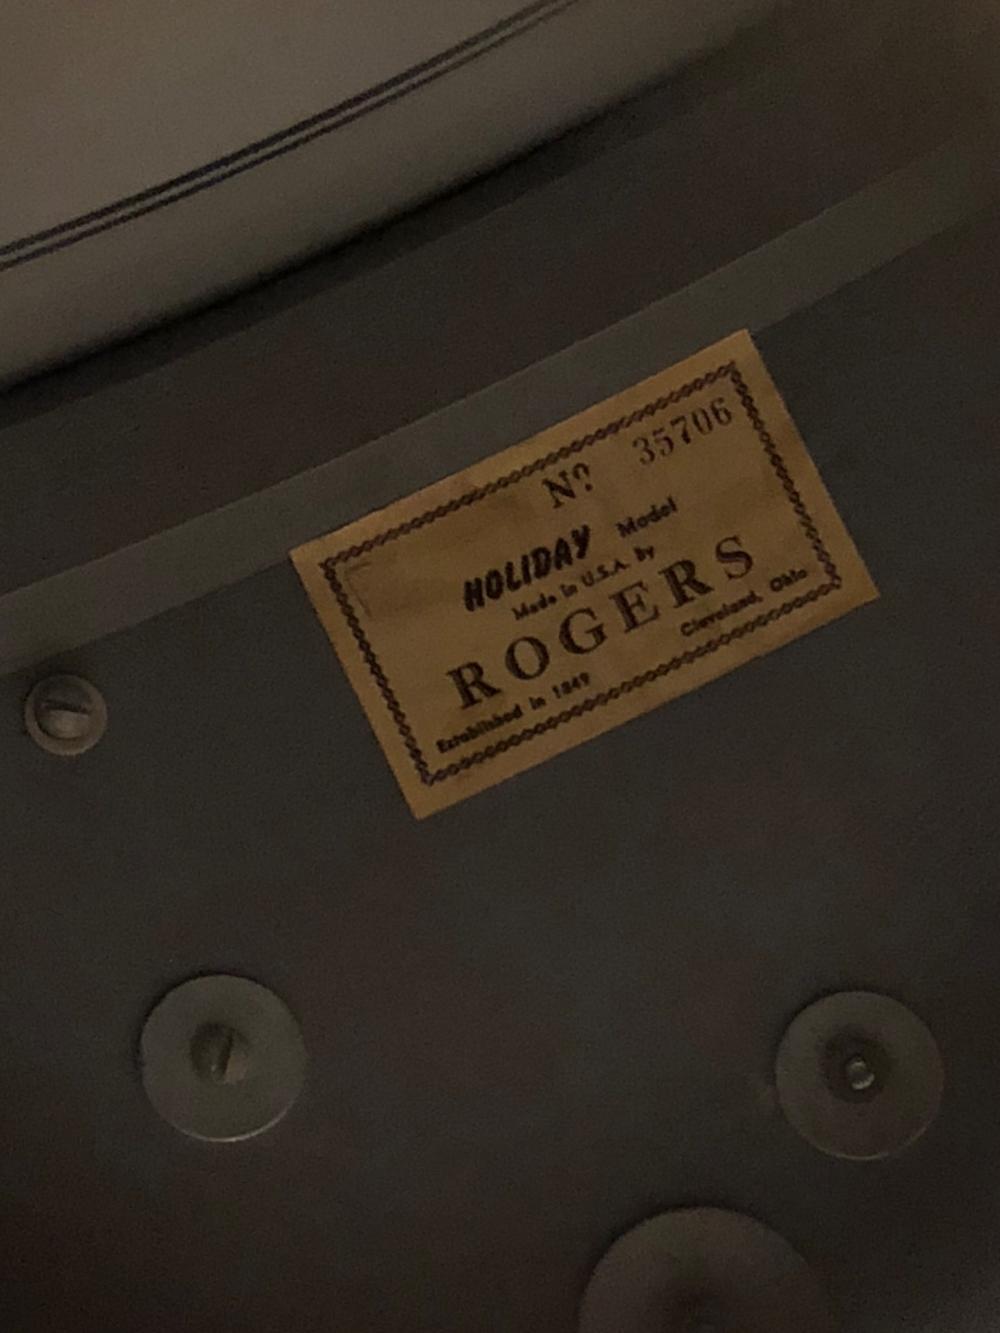 Nº 35706
HOLIDAY Model
Made in U.S.A. by
ROGERS
Established in 1849 Cleveland, Ohio